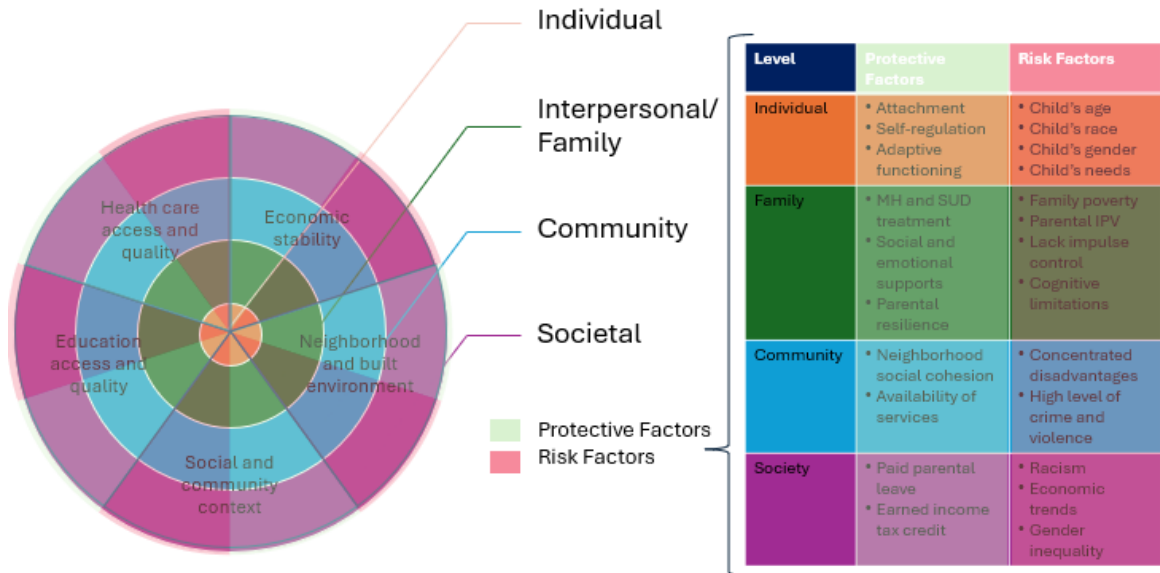 Individual
Interpersonal/
Family
Community
Societal
Protective Factors
Risk Factors
Health care
access and
quality
Economic
stability
Education
access and
quality
Neighborhood
and built
environment
Social and
community
context
Level
Protective
Factors
Risk Factors
Individual
• Attachment
• Self-regulation
• Adaptive
functioning
• Child's age
• Child's race
• Child's gender
• Child's needs
Family
• MH and SUD
treatment
• Social and
emotional
supports
• Parental
resilience
• Family poverty
• Parental IPV
• Lack impulse
control
• Cognitive
limitations
Community
• Neighborhood
social cohesion
• Availability of
services
• Concentrated
disadvantages
• High level of
crime and
violence
Society
• Paid parental
leave
• Earned income
tax credit
• Racism
• Economic
trends
• Gender
inequality